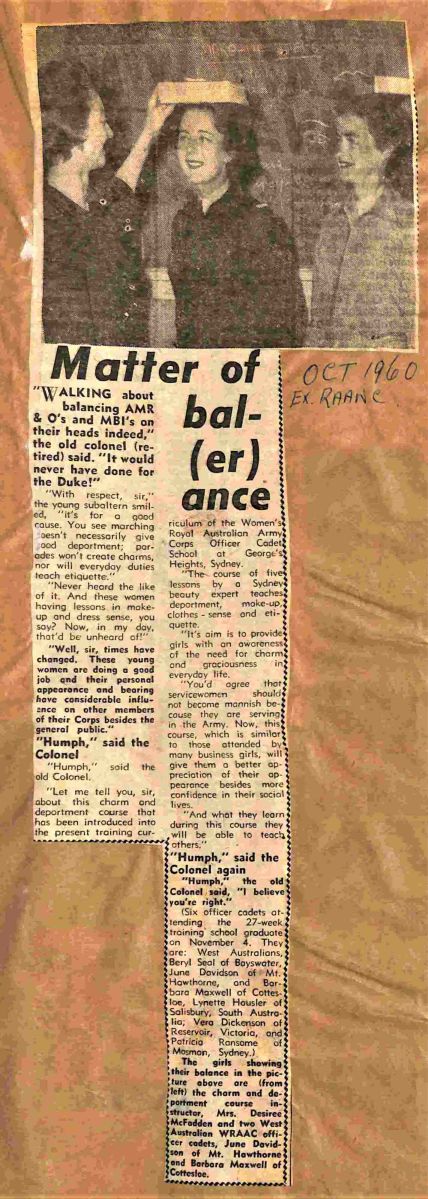 Matter of
bal-
(er)
ance
OCT 1960
EX. RAANC
"WALKING about
balancing AMR
& O's and MBI's on
their heads indeed,"
the old colonel (re-
tired) said. "It would
never have done for
the Duke!"
"With respect, sir,"
the young subaltern smil-
ed, "it's for a good
cause. You see marching
doesn't necessarily give
good department; par-
ades won't create charms,
nor will everyday duties
teach etiquette."
"Never heard the like
of it. And these women
having lessons in make-
up and dress sense, you
say? Now, in my day,
that'd be unheard of!"
"Well, sir, times have
changed. These young
women are doing a good
job and their personal
appearance and bearing
have considerable influ-
ence on other members
of their Corps besides the
general public."
"Humph," said the
Colonel
"Humph," said the
old Colonel.
"Let me tell you, sir,
about this charm and
deportment course that
has been introduced into
the present training cur-
riculum of the Women's
Royal Australian Army
Corps Officer Cadet
School at George's
Heights, Sydney.
"The course of five
lessons by a Sydney
beauty expert teaches
department, make-up,
clothes-sense and eti-
quette.
"It's aim is to provide
girls with an awareness
of the need for charm
and graciousness in
everyday life.
"You'd agree that
servicewomen should
not become mannish be-
cause they are serving
in the Army. Now, this
course, which is similar
to those attended by
many business girls, will
give them a better ap-
preciation of their ap-
pearance besides more
confidence in their social
lives.
"And what they learn
during this course they
will be able to teach
others."
"Humph," said the
Colonel again
"Humph," the old
Colonel said, "I believe
you're right."
(Six officer cadets at-
tending the 27-week
training school graduate
on November 4. They
are: West Australians,
Beryl Seal of Bayswater,
June Davidson of Mt.
Hawthorne, and Bar-
bara Maxwell of Cottes-
loe, Lynette Hausler of
Salisbury, South Austra-
lia; Vera Dickenson of
Reservoir, Victoria, and
Patricia Ransome of
Mosman, Sydney.)
The girls showing
their balance in the pic-
ture above are (from
left) the charm and de-
portment course in-
structor, Mrs. Desiree
McFadden and two West
Australian WRAAC offi-
cer cadets, June David-
son of Mt. Hawthorne
and Barbara Maxwell of
Cottesloe.